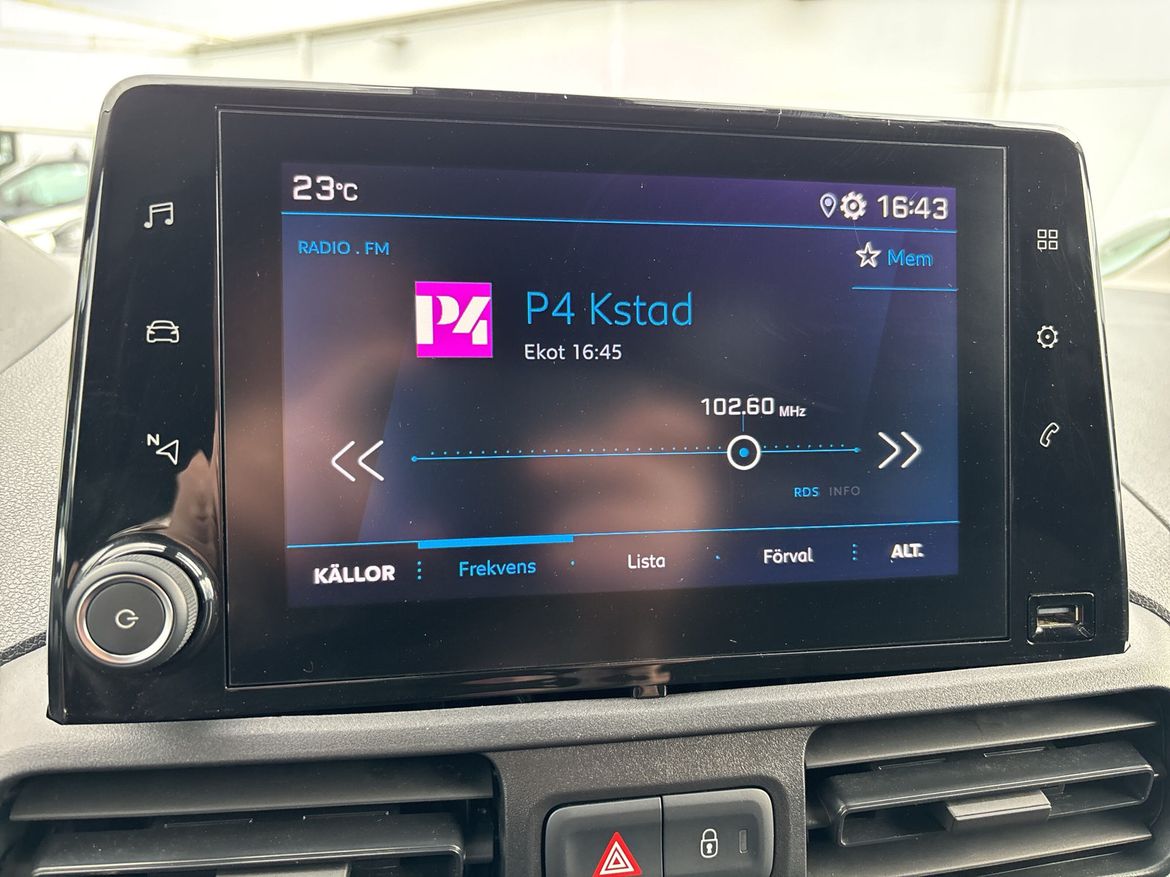 23°C
16:43
RADIO . FM
Mem
P4
P4 Kstad
Ekot 16:45
102.60 MHz
N
RDS INFO
KÄLLOR
Frekvens
Lista
Förval
ALT.